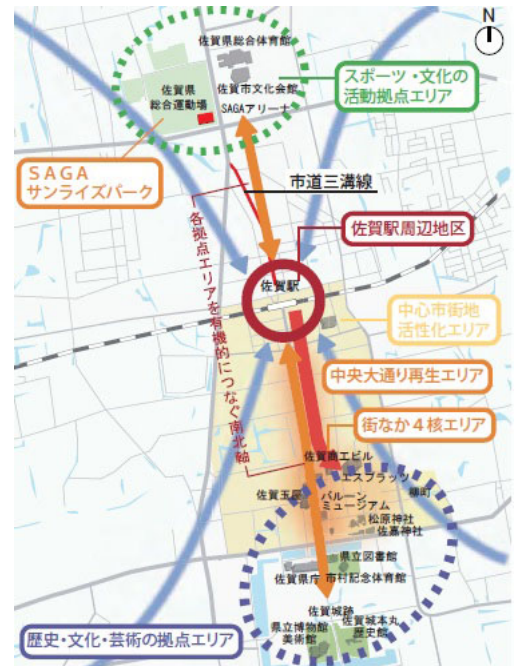 N
佐賀県総合体育館
佐賀県
総合運動場
佐賀市文化会館
SAGAアリーナ
スポーツ・文化の
活動拠点エリア
SAGA
サンライズパーク
市道三溝線
佐賀駅周辺地区
佐賀駅
各拠点エリアを有機的につなぐ南北軸
中心市街地
活性化エリア
中央大通り再生エリア
街なか4核エリア
佐賀商工ビル
エスプラッツ
柳町
佐賀玉屋
バルーン
ミュージアム
松原神社
佐嘉神社
県立図書館
佐賀県庁
市村記念体育館
佐賀城跡
県立博物館
美術館
佐賀城本丸
歴史館
歴史・文化・芸術の拠点エリア